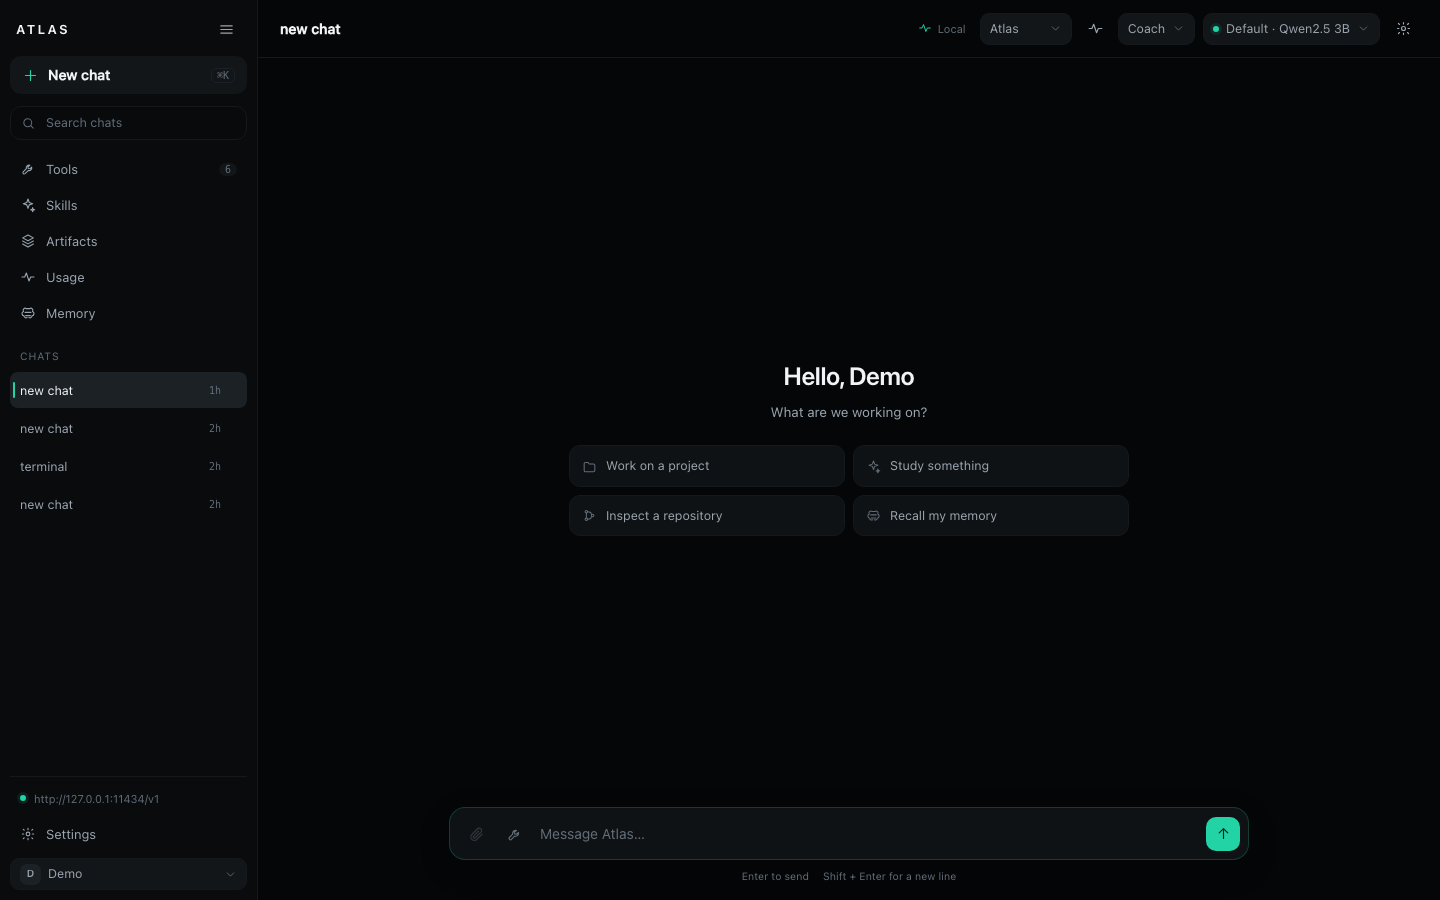 ATLAS
New chat ⌘K
Search chats
Tools 6
Skills
Artifacts
Usage
Memory
CHATS
new chat 1h
new chat 2h
terminal 2h
new chat 2h
http://127.0.0.1:11434/v1
Settings
D Demo
new chat
Local
Atlas
Coach
Default · Qwen2.5 3B
Hello, Demo
What are we working on?
Work on a project
Study something
Inspect a repository
Recall my memory
Message Atlas...
Enter to send Shift + Enter for a new line